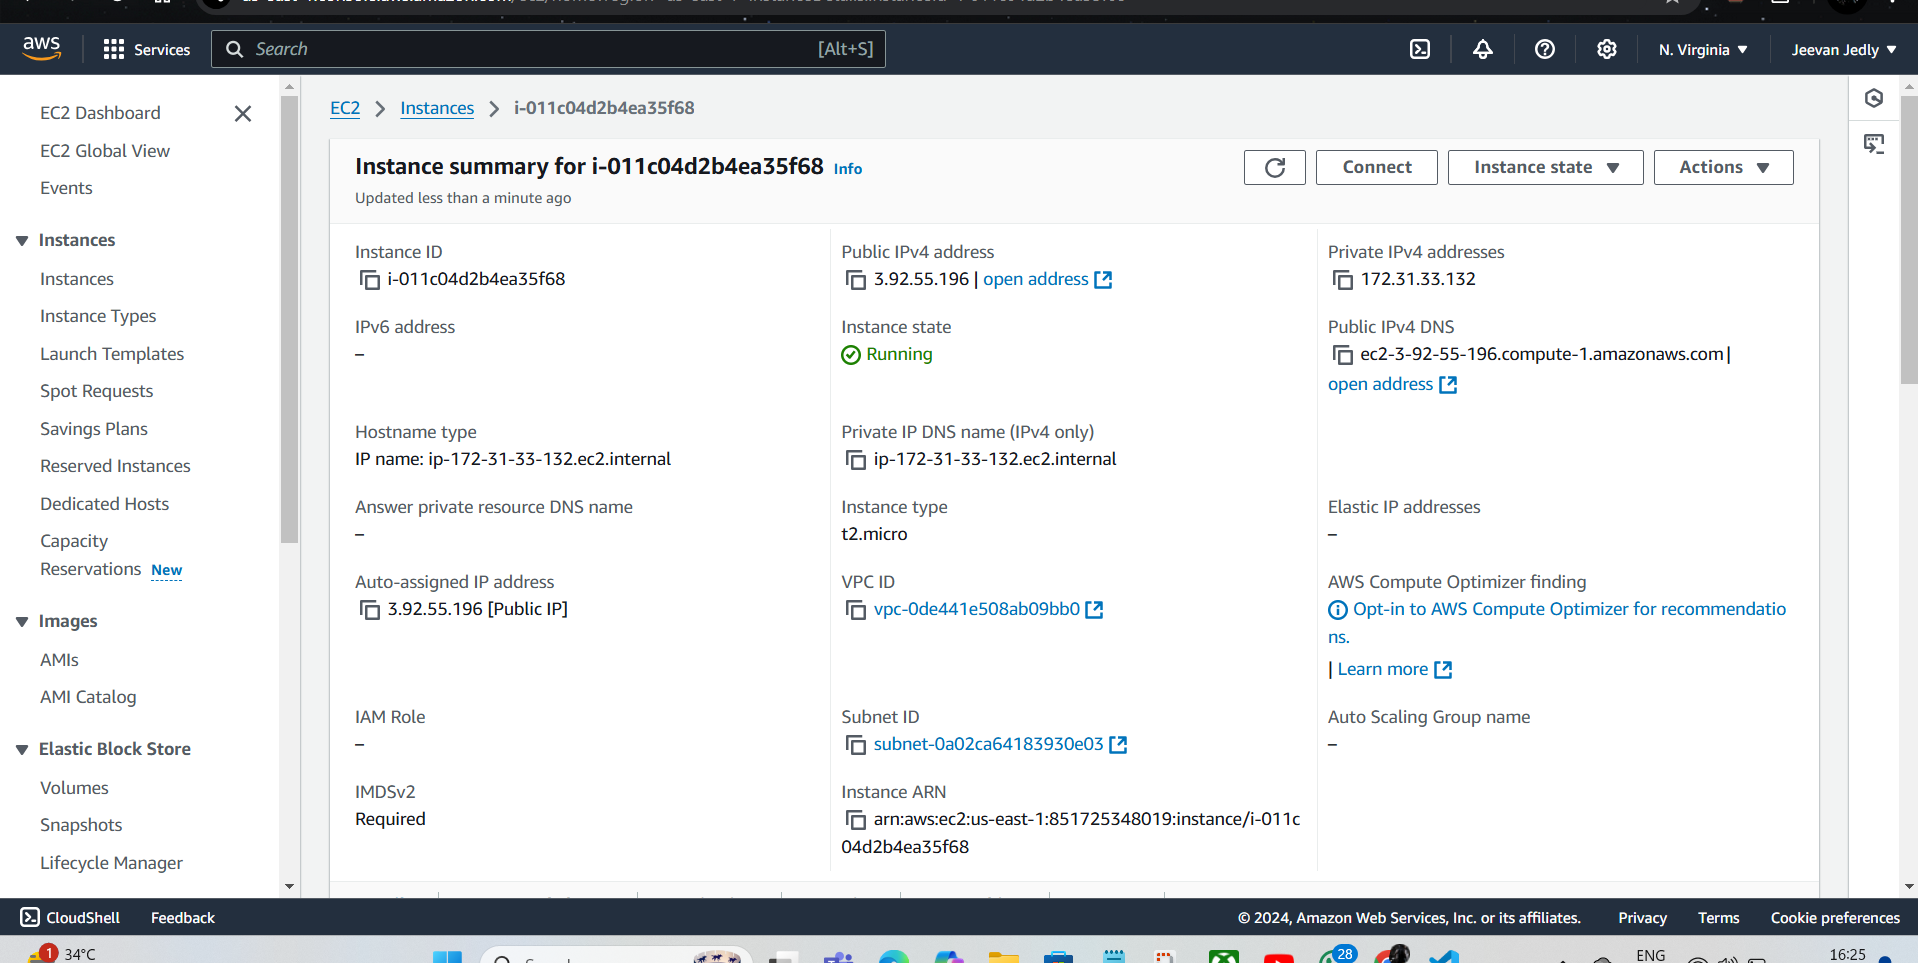 aws
Services
Search
[Alt+S]
N. Virginia
Jeevan Jedly
EC2 Dashboard
EC2 Global View
Events
Instances
Instances
Instance Types
Launch Templates
Spot Requests
Savings Plans
Reserved Instances
Dedicated Hosts
Capacity
Reservations New
Images
AMIs
AMI Catalog
Elastic Block Store
Volumes
Snapshots
Lifecycle Manager
EC2 > Instances > i-011c04d2b4ea35f68
Instance summary for i-011c04d2b4ea35f68 Info
Updated less than a minute ago
Connect
Instance state
Actions
Instance ID
i-011c04d2b4ea35f68
Public IPv4 address
3.92.55.196 | open address
Private IPv4 addresses
172.31.33.132
IPv6 address
–
Instance state
Running
Public IPv4 DNS
ec2-3-92-55-196.compute-1.amazonaws.com |
open address
Hostname type
IP name: ip-172-31-33-132.ec2.internal
Private IP DNS name (IPv4 only)
ip-172-31-33-132.ec2.internal
Answer private resource DNS name
–
Instance type
t2.micro
Elastic IP addresses
–
Auto-assigned IP address
3.92.55.196 [Public IP]
VPC ID
vpc-0de441e508ab09bb0
AWS Compute Optimizer finding
Opt-in to AWS Compute Optimizer for recommendatio
ns.
| Learn more
IAM Role
–
Subnet ID
subnet-0a02ca64183930e03
Auto Scaling Group name
–
IMDSv2
Required
Instance ARN
arn:aws:ec2:us-east-1:851725348019:instance/i-011c
04d2b4ea35f68
CloudShell
Feedback
© 2024, Amazon Web Services, Inc. or its affiliates.
Privacy
Terms
Cookie preferences
1
34°C
28
ENG
16:25